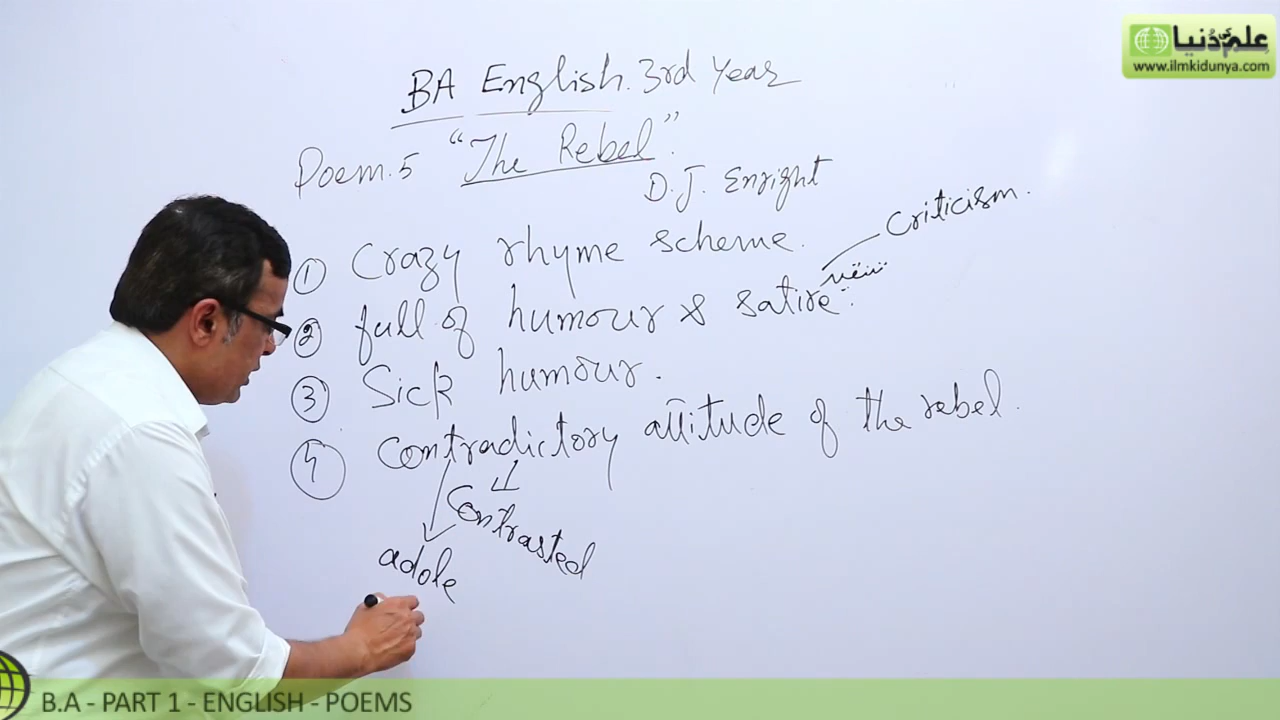 علم کی دُنیا
www.ilmkidunya.com
BA English. 3rd Year
Poem.5 "The Rebel".
D.J. Enright
① Crazy rhyme scheme.
Criticism.
② full of humour & satire.
تنقید
③ Sick humour.
④ Contradictory attitude of the rebel.
Contrasted
adole
B.A - PART 1 - ENGLISH - POEMS